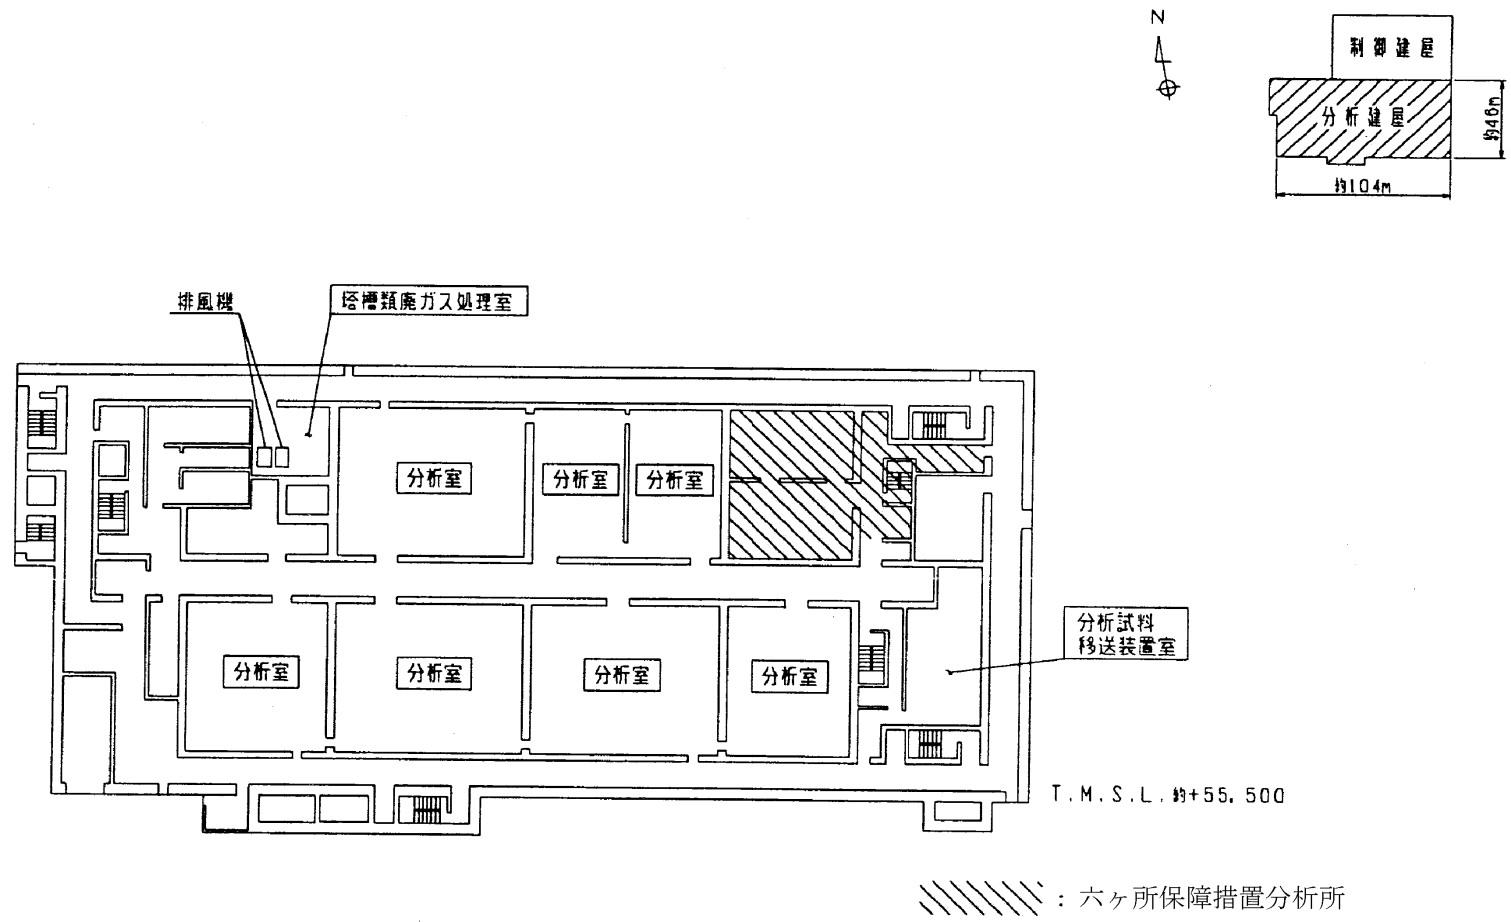 N
制御建屋
分析建屋
約46m
約104m
排風機
塔槽類廃ガス処理室
分析室
分析室
分析室
分析試料
移送装置室
分析室
分析室
分析室
分析室
T.M.S.L.約+55,500
：六ヶ所保障措置分析所